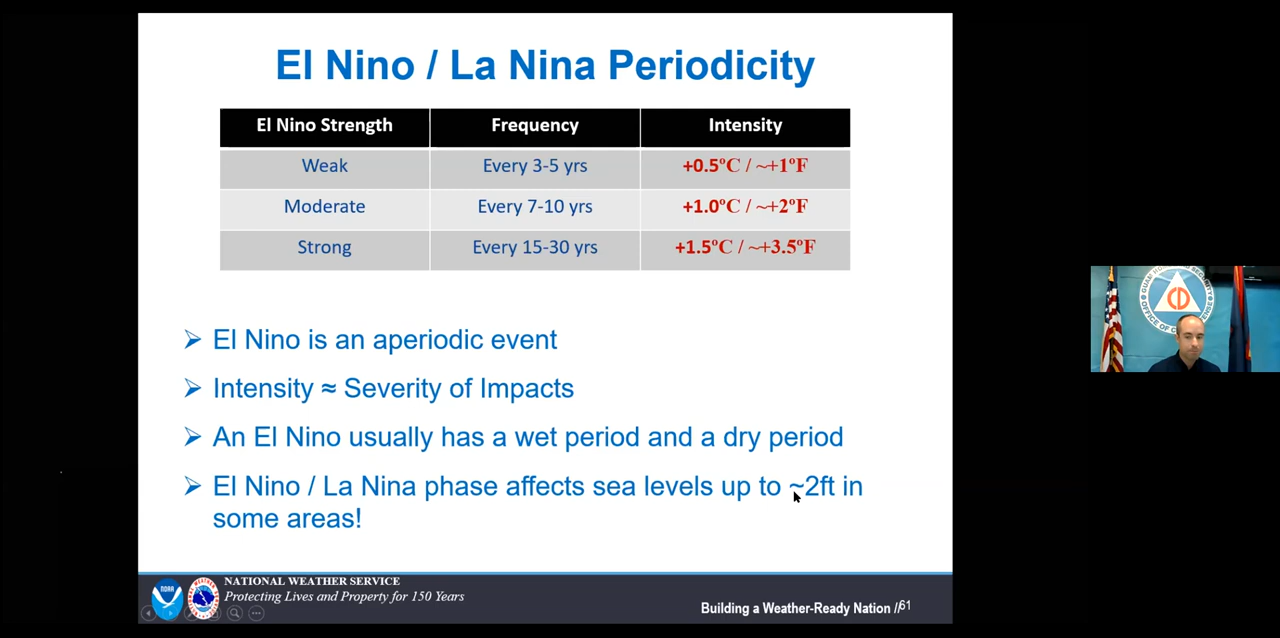 El Nino / La Nina Periodicity
El Nino Strength Frequency Intensity
Weak Every 3-5 yrs +0.5ºC / ~+1ºF
Moderate Every 7-10 yrs +1.0ºC / ~+2ºF
Strong Every 15-30 yrs +1.5ºC / ~+3.5ºF
➢ El Nino is an aperiodic event
➢ Intensity ≈ Severity of Impacts
➢ An El Nino usually has a wet period and a dry period
➢ El Nino / La Nina phase affects sea levels up to ~2ft in
some areas!
NOAA
NATIONAL WEATHER SERVICE
Protecting Lives and Property for 150 Years
Building a Weather-Ready Nation // 61
CD